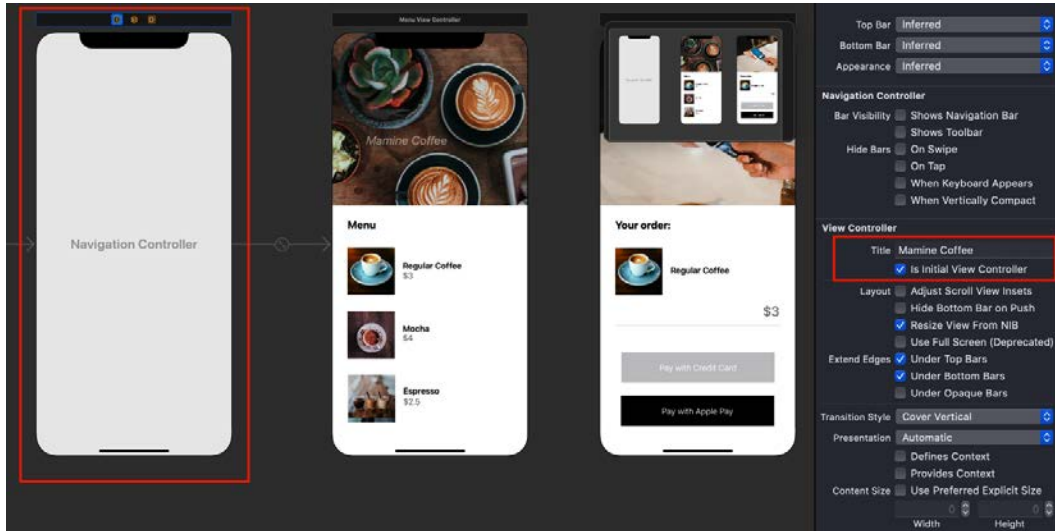 Menu View Controller
Navigation Controller
Mamine Coffee
Menu
Regular Coffee
$3
Mocha
$4
Espresso
$2.5
Your order:
Regular Coffee
$3
Pay with Credit Card
Pay with Apple Pay
Top Bar Inferred
Bottom Bar Inferred
Appearance Inferred
Navigation Controller
Bar Visibility Shows Navigation Bar
Shows Toolbar
Hide Bars On Swipe
On Tap
When Keyboard Appears
When Vertically Compact
View Controller
Title Mamine Coffee
Is Initial View Controller
Layout Adjust Scroll View Insets
Hide Bottom Bar on Push
Resize View From NIB
Use Full Screen (Deprecated)
Extend Edges Under Top Bars
Under Bottom Bars
Under Opaque Bars
Transition Style Cover Vertical
Presentation Automatic
Defines Context
Provides Context
Content Size Use Preferred Explicit Size
0 0
Width Height